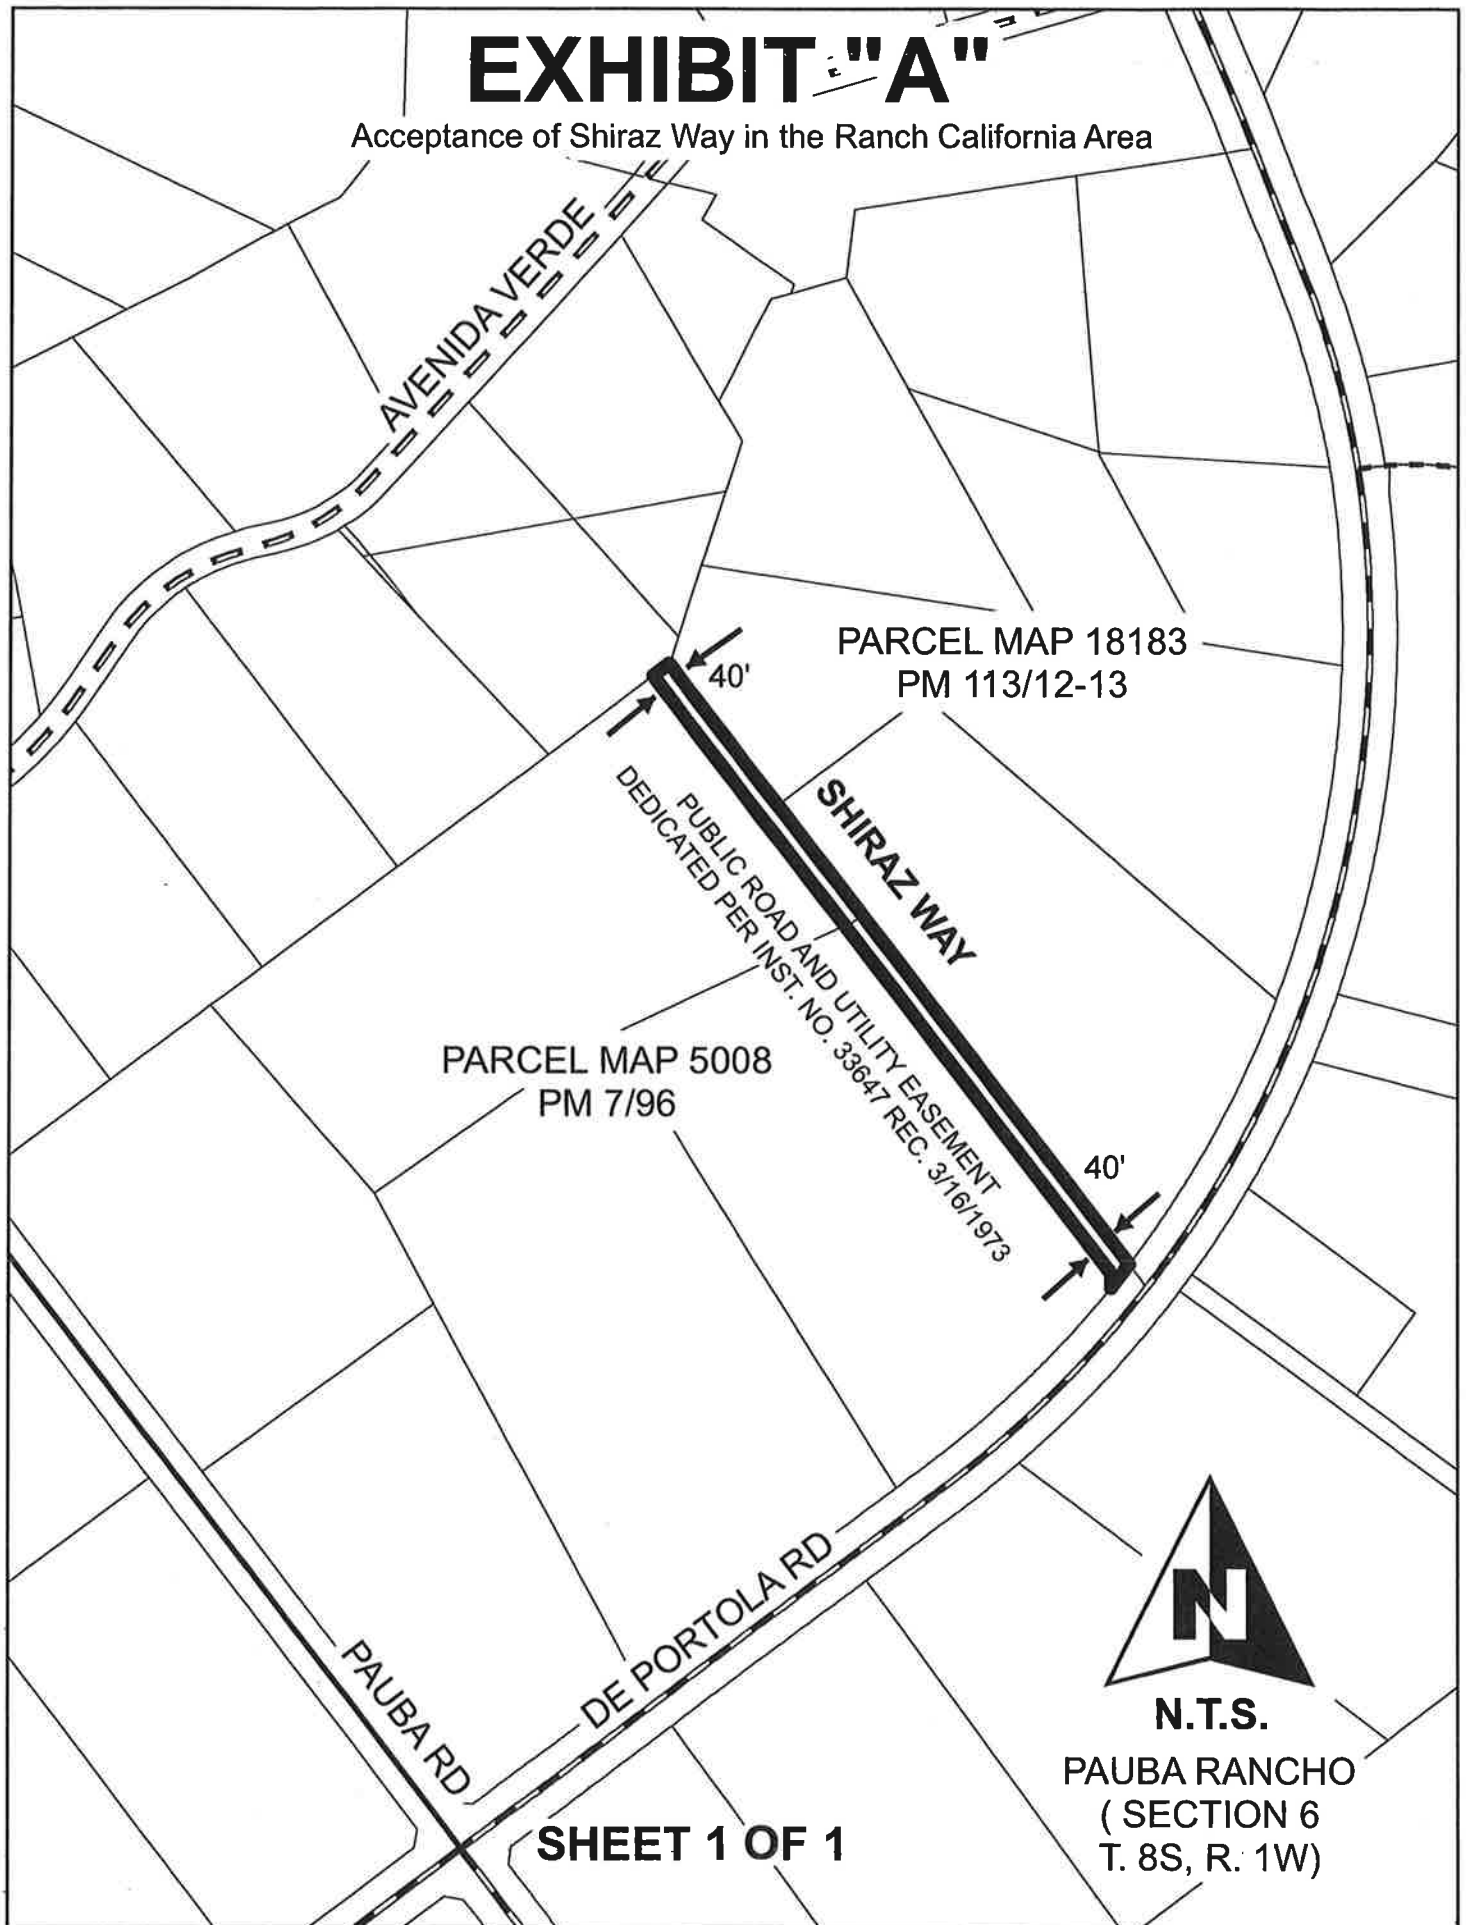 EXHIBIT "A"
Acceptance of Shiraz Way in the Ranch California Area
AVENIDA VERDE
PARCEL MAP 18183
PM 113/12-13
40'
SHIRAZ WAY
PUBLIC ROAD AND UTILITY EASEMENT
DEDICATED PER INST. NO. 33647 REC. 3/16/1973
PARCEL MAP 5008
PM 7/96
40'
DE PORTOLA RD
PAUBA RD
N
N.T.S.
PAUBA RANCHO
( SECTION 6
T. 8S, R. 1W)
SHEET 1 OF 1